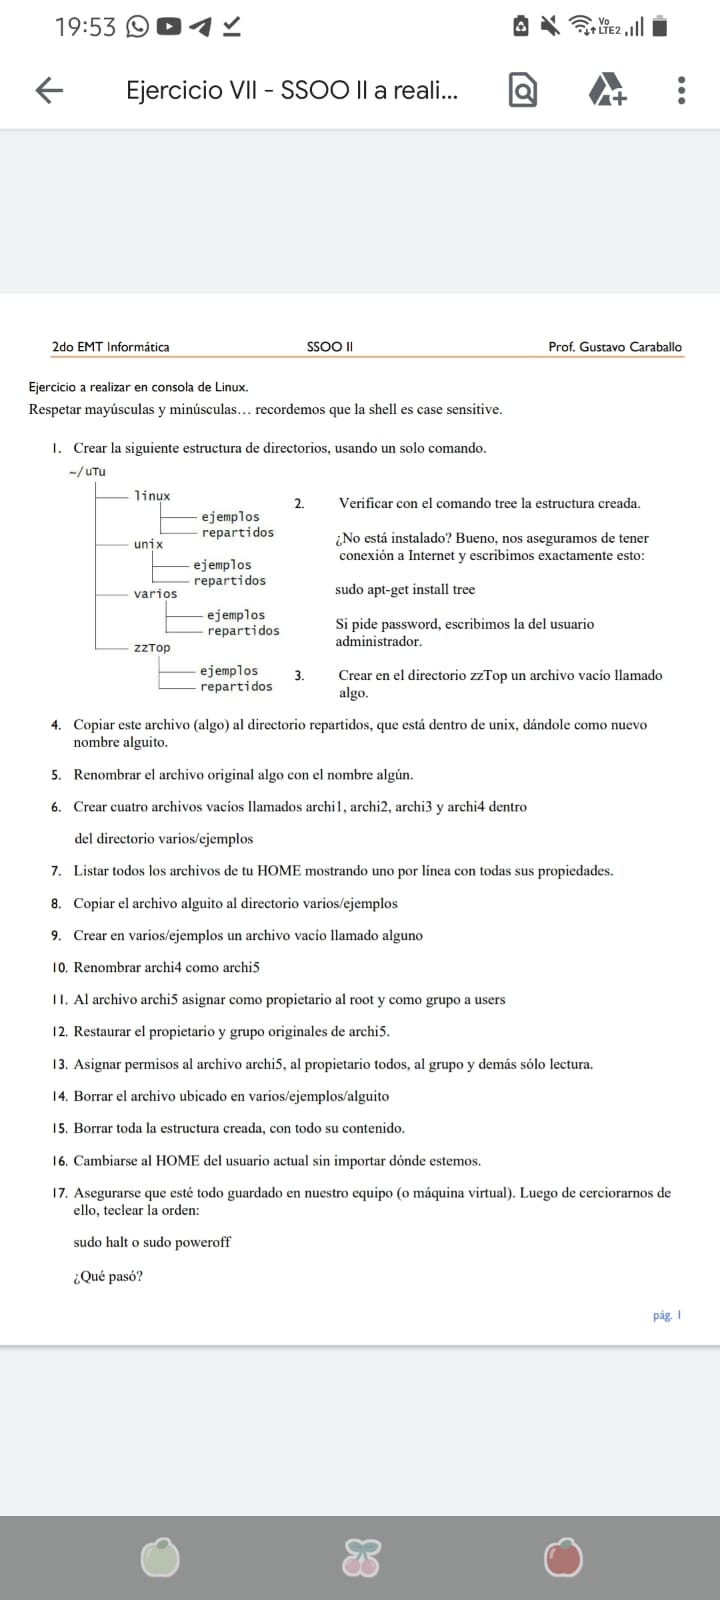 19:53
Vo
LTE2
Ejercicio VII - SSOO II a reali...
2do EMT Informática SSOO II Prof. Gustavo Caraballo
Ejercicio a realizar en consola de Linux.
Respetar mayúsculas y minúsculas… recordemos que la shell es case sensitive.
1. Crear la siguiente estructura de directorios, usando un solo comando.
~/uTu
linux
ejemplos
repartidos
unix
ejemplos
repartidos
varios
ejemplos
repartidos
zzTop
ejemplos
repartidos
2. Verificar con el comando tree la estructura creada.
¿No está instalado? Bueno, nos aseguramos de tener
conexión a Internet y escribimos exactamente esto:
sudo apt-get install tree
Si pide password, escribimos la del usuario
administrador.
3. Crear en el directorio zzTop un archivo vacío llamado
algo.
4. Copiar este archivo (algo) al directorio repartidos, que está dentro de unix, dándole como nuevo
nombre alguito.
5. Renombrar el archivo original algo con el nombre algún.
6. Crear cuatro archivos vacíos llamados archi1, archi2, archi3 y archi4 dentro
del directorio varios/ejemplos
7. Listar todos los archivos de tu HOME mostrando uno por línea con todas sus propiedades.
8. Copiar el archivo alguito al directorio varios/ejemplos
9. Crear en varios/ejemplos un archivo vacío llamado alguno
10. Renombrar archi4 como archi5
11. Al archivo archi5 asignar como propietario al root y como grupo a users
12. Restaurar el propietario y grupo originales de archi5.
13. Asignar permisos al archivo archi5, al propietario todos, al grupo y demás sólo lectura.
14. Borrar el archivo ubicado en varios/ejemplos/alguito
15. Borrar toda la estructura creada, con todo su contenido.
16. Cambiarse al HOME del usuario actual sin importar dónde estemos.
17. Asegurarse que esté todo guardado en nuestro equipo (o máquina virtual). Luego de cerciorarnos de
ello, teclear la orden:
sudo halt o sudo poweroff
¿Qué pasó?
pág. 1